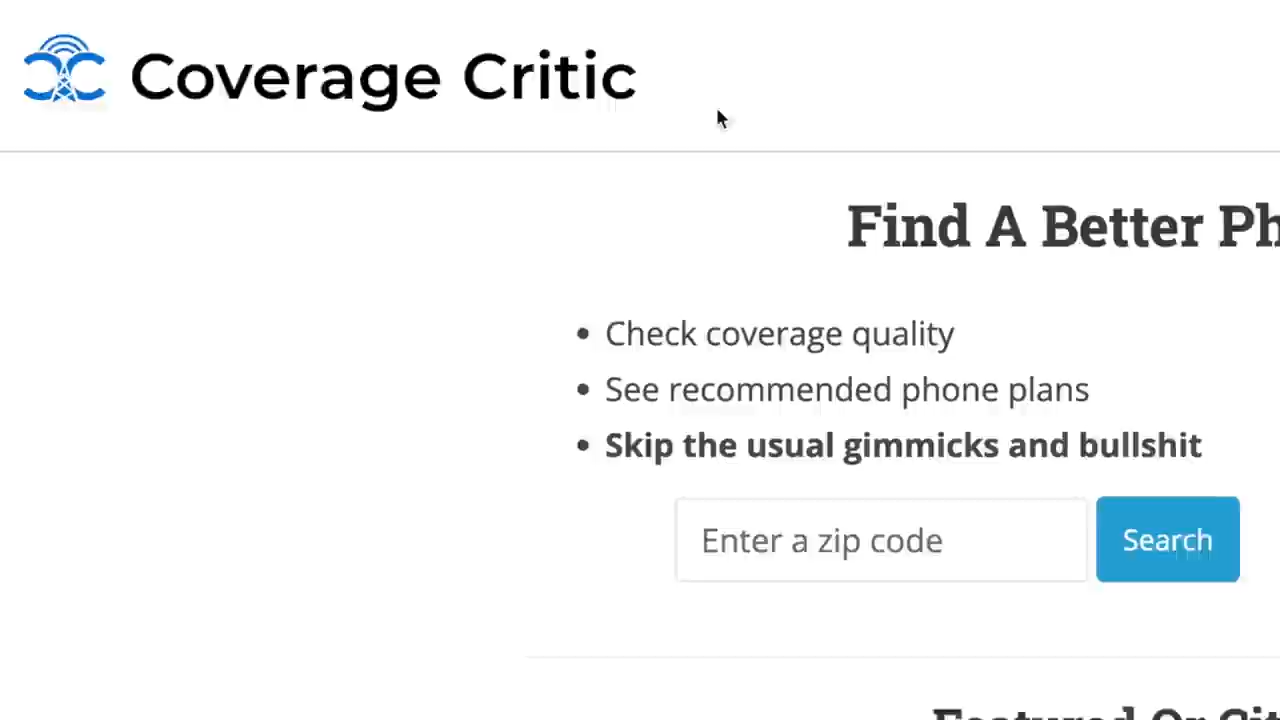 Coverage Critic
Find A Better
Check coverage quality
See recommended phone plans
Skip the usual gimmicks and bullshit
Enter a zip code
Search